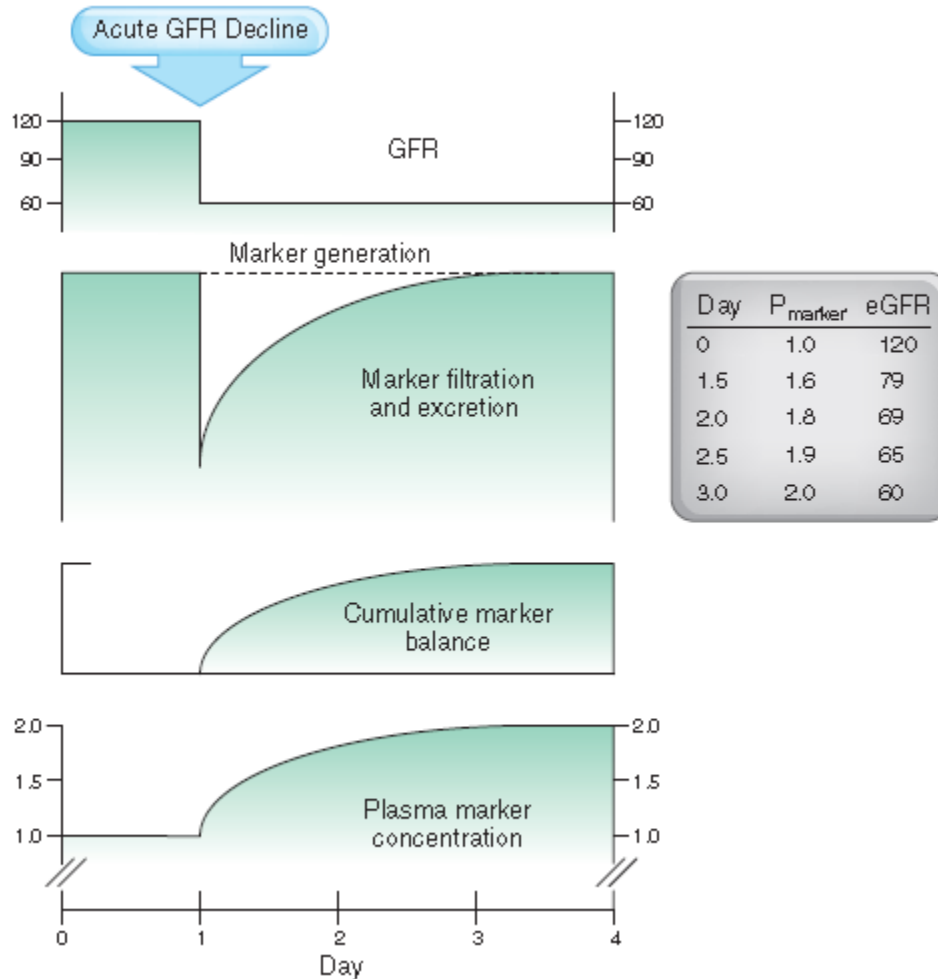 Acute GFR Decline
120 120
90 GFR 90
60 60
Marker generation
Marker filtration
and excretion
Day Pmarker eGFR
0 1.0 120
1.5 1.6 79
2.0 1.8 69
2.5 1.9 65
3.0 2.0 60
Cumulative marker
balance
2.0 2.0
1.5 1.5
Plasma marker
1.0 concentration 1.0
0 1 2 3 4
Day